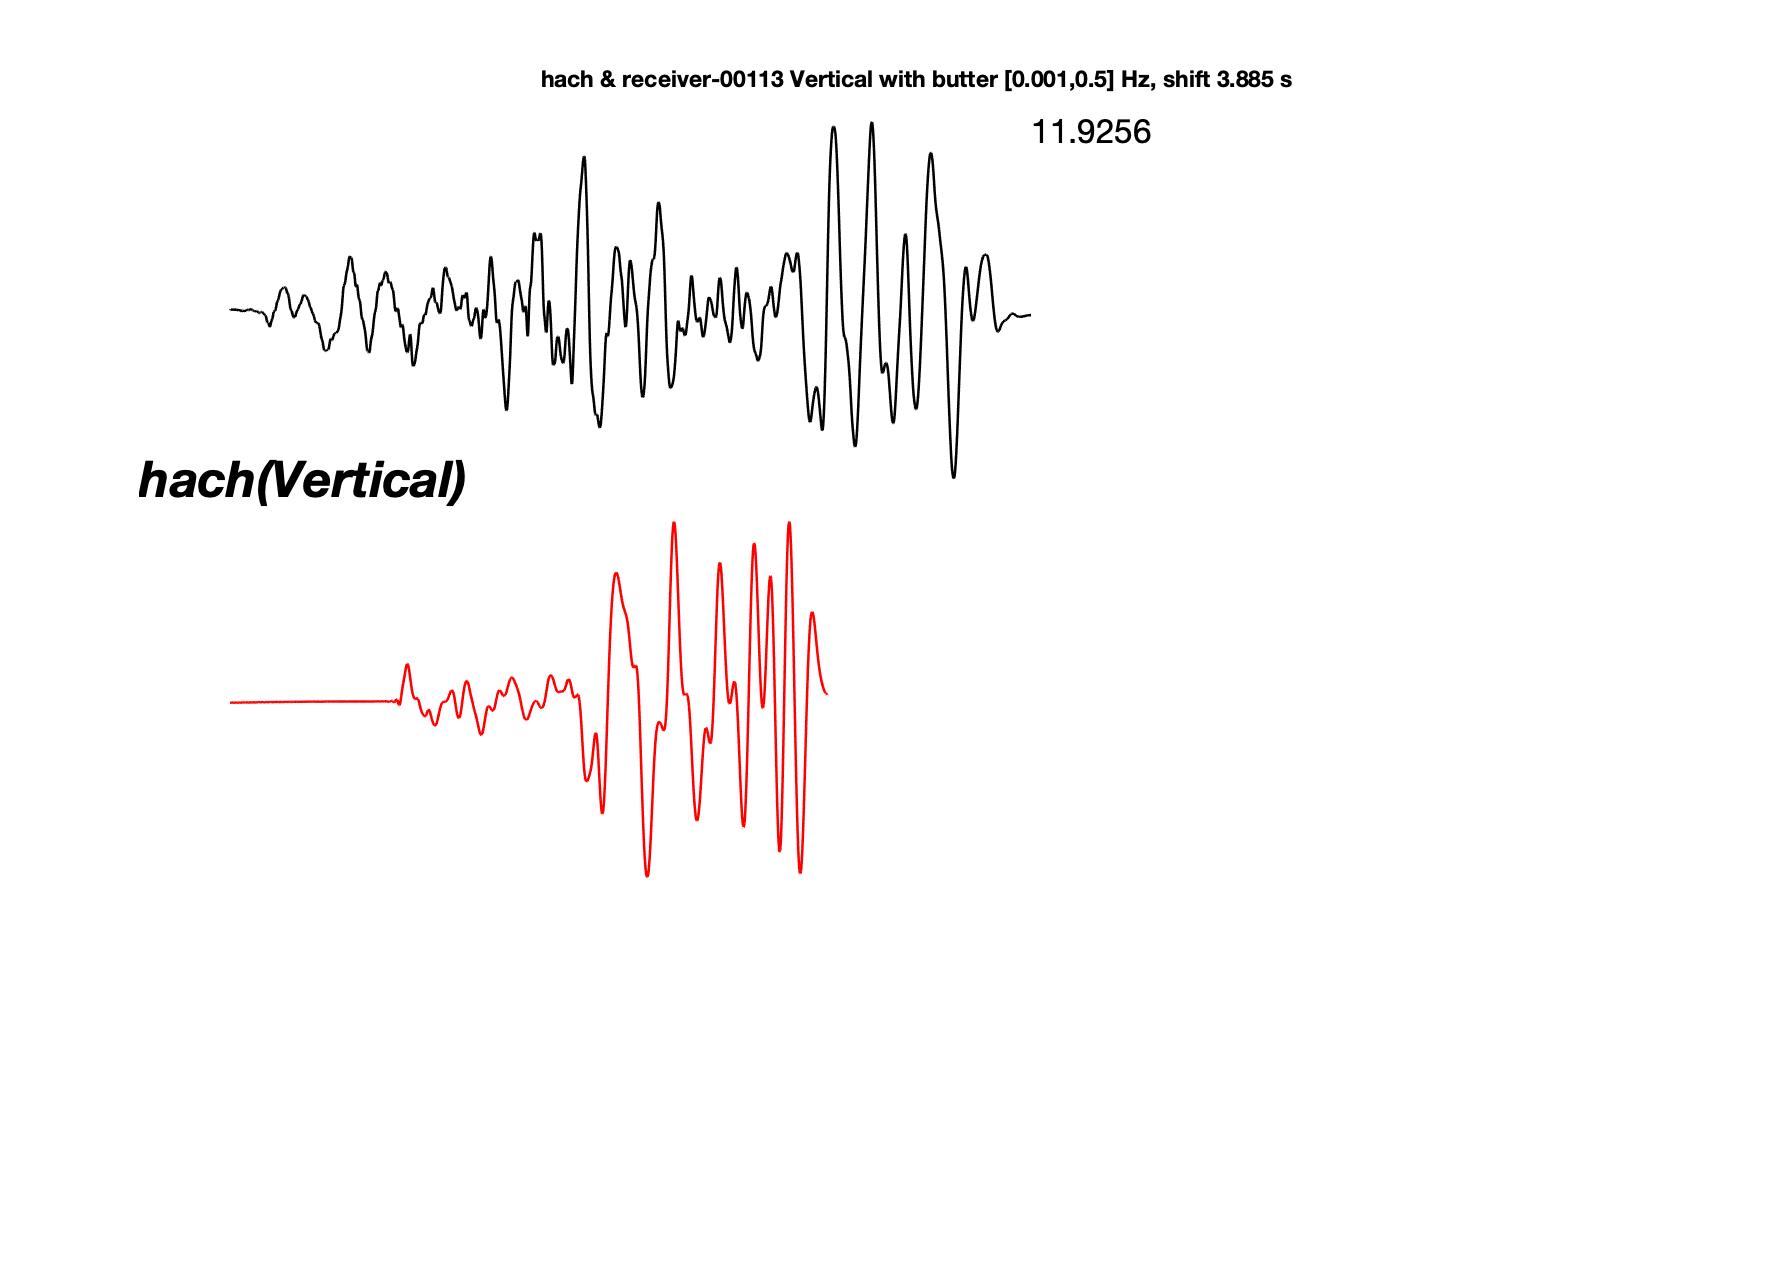 hach & receiver-00113 Vertical with butter [0.001,0.5] Hz, shift 3.885 s
11.9256
hach(Vertical)